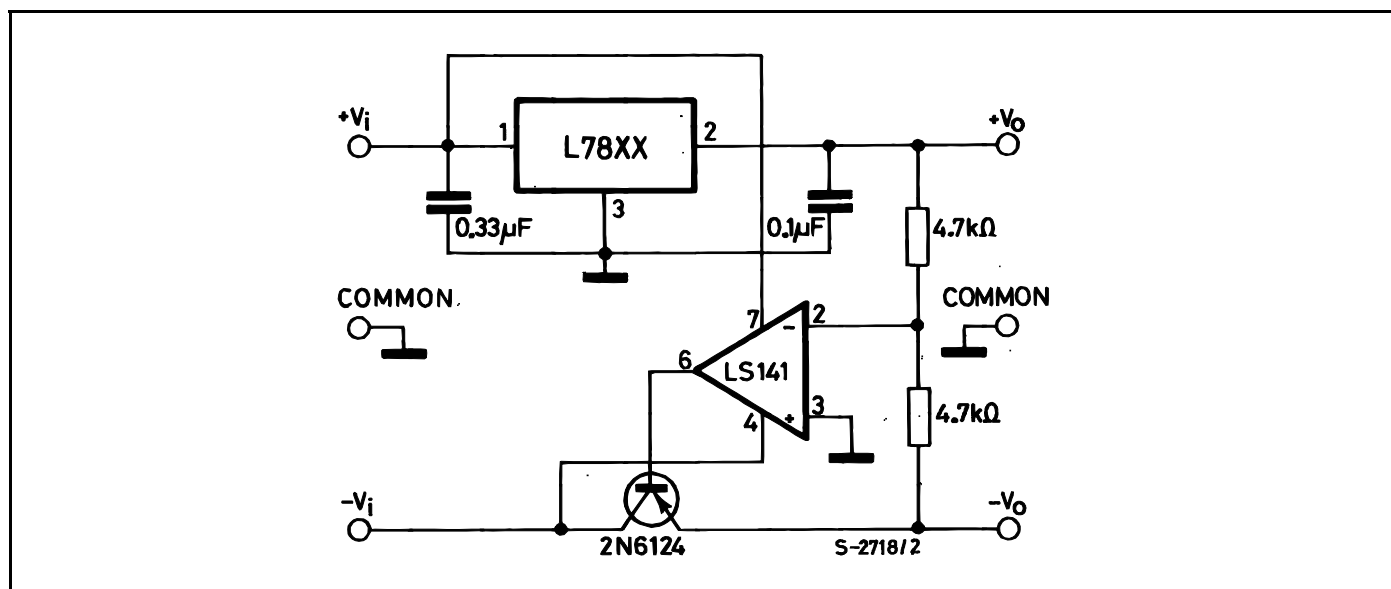 +Vi
1
L78XX
2
+Vo
3
0.33µF
0.1µF
4.7kΩ
COMMON
COMMON
7
-
2
6
LS141
4
+
3
4.7kΩ
-Vi
-Vo
2N6124
S-2718/2